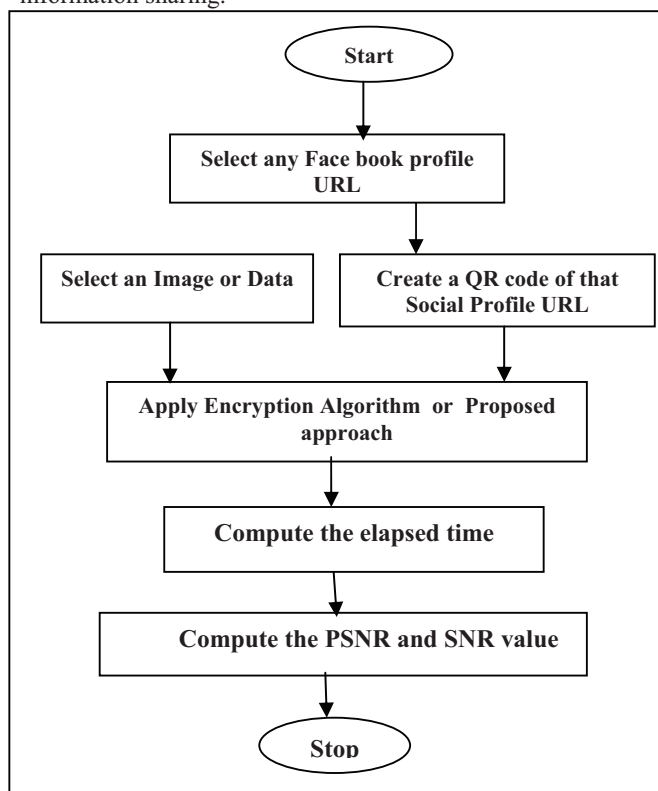 information sharing.
Start
Select any Face book profile
URL
Select an Image or Data
Create a QR code of that
Social Profile URL
Apply Encryption Algorithm or Proposed
approach
Compute the elapsed time
Compute the PSNR and SNR value
Stop